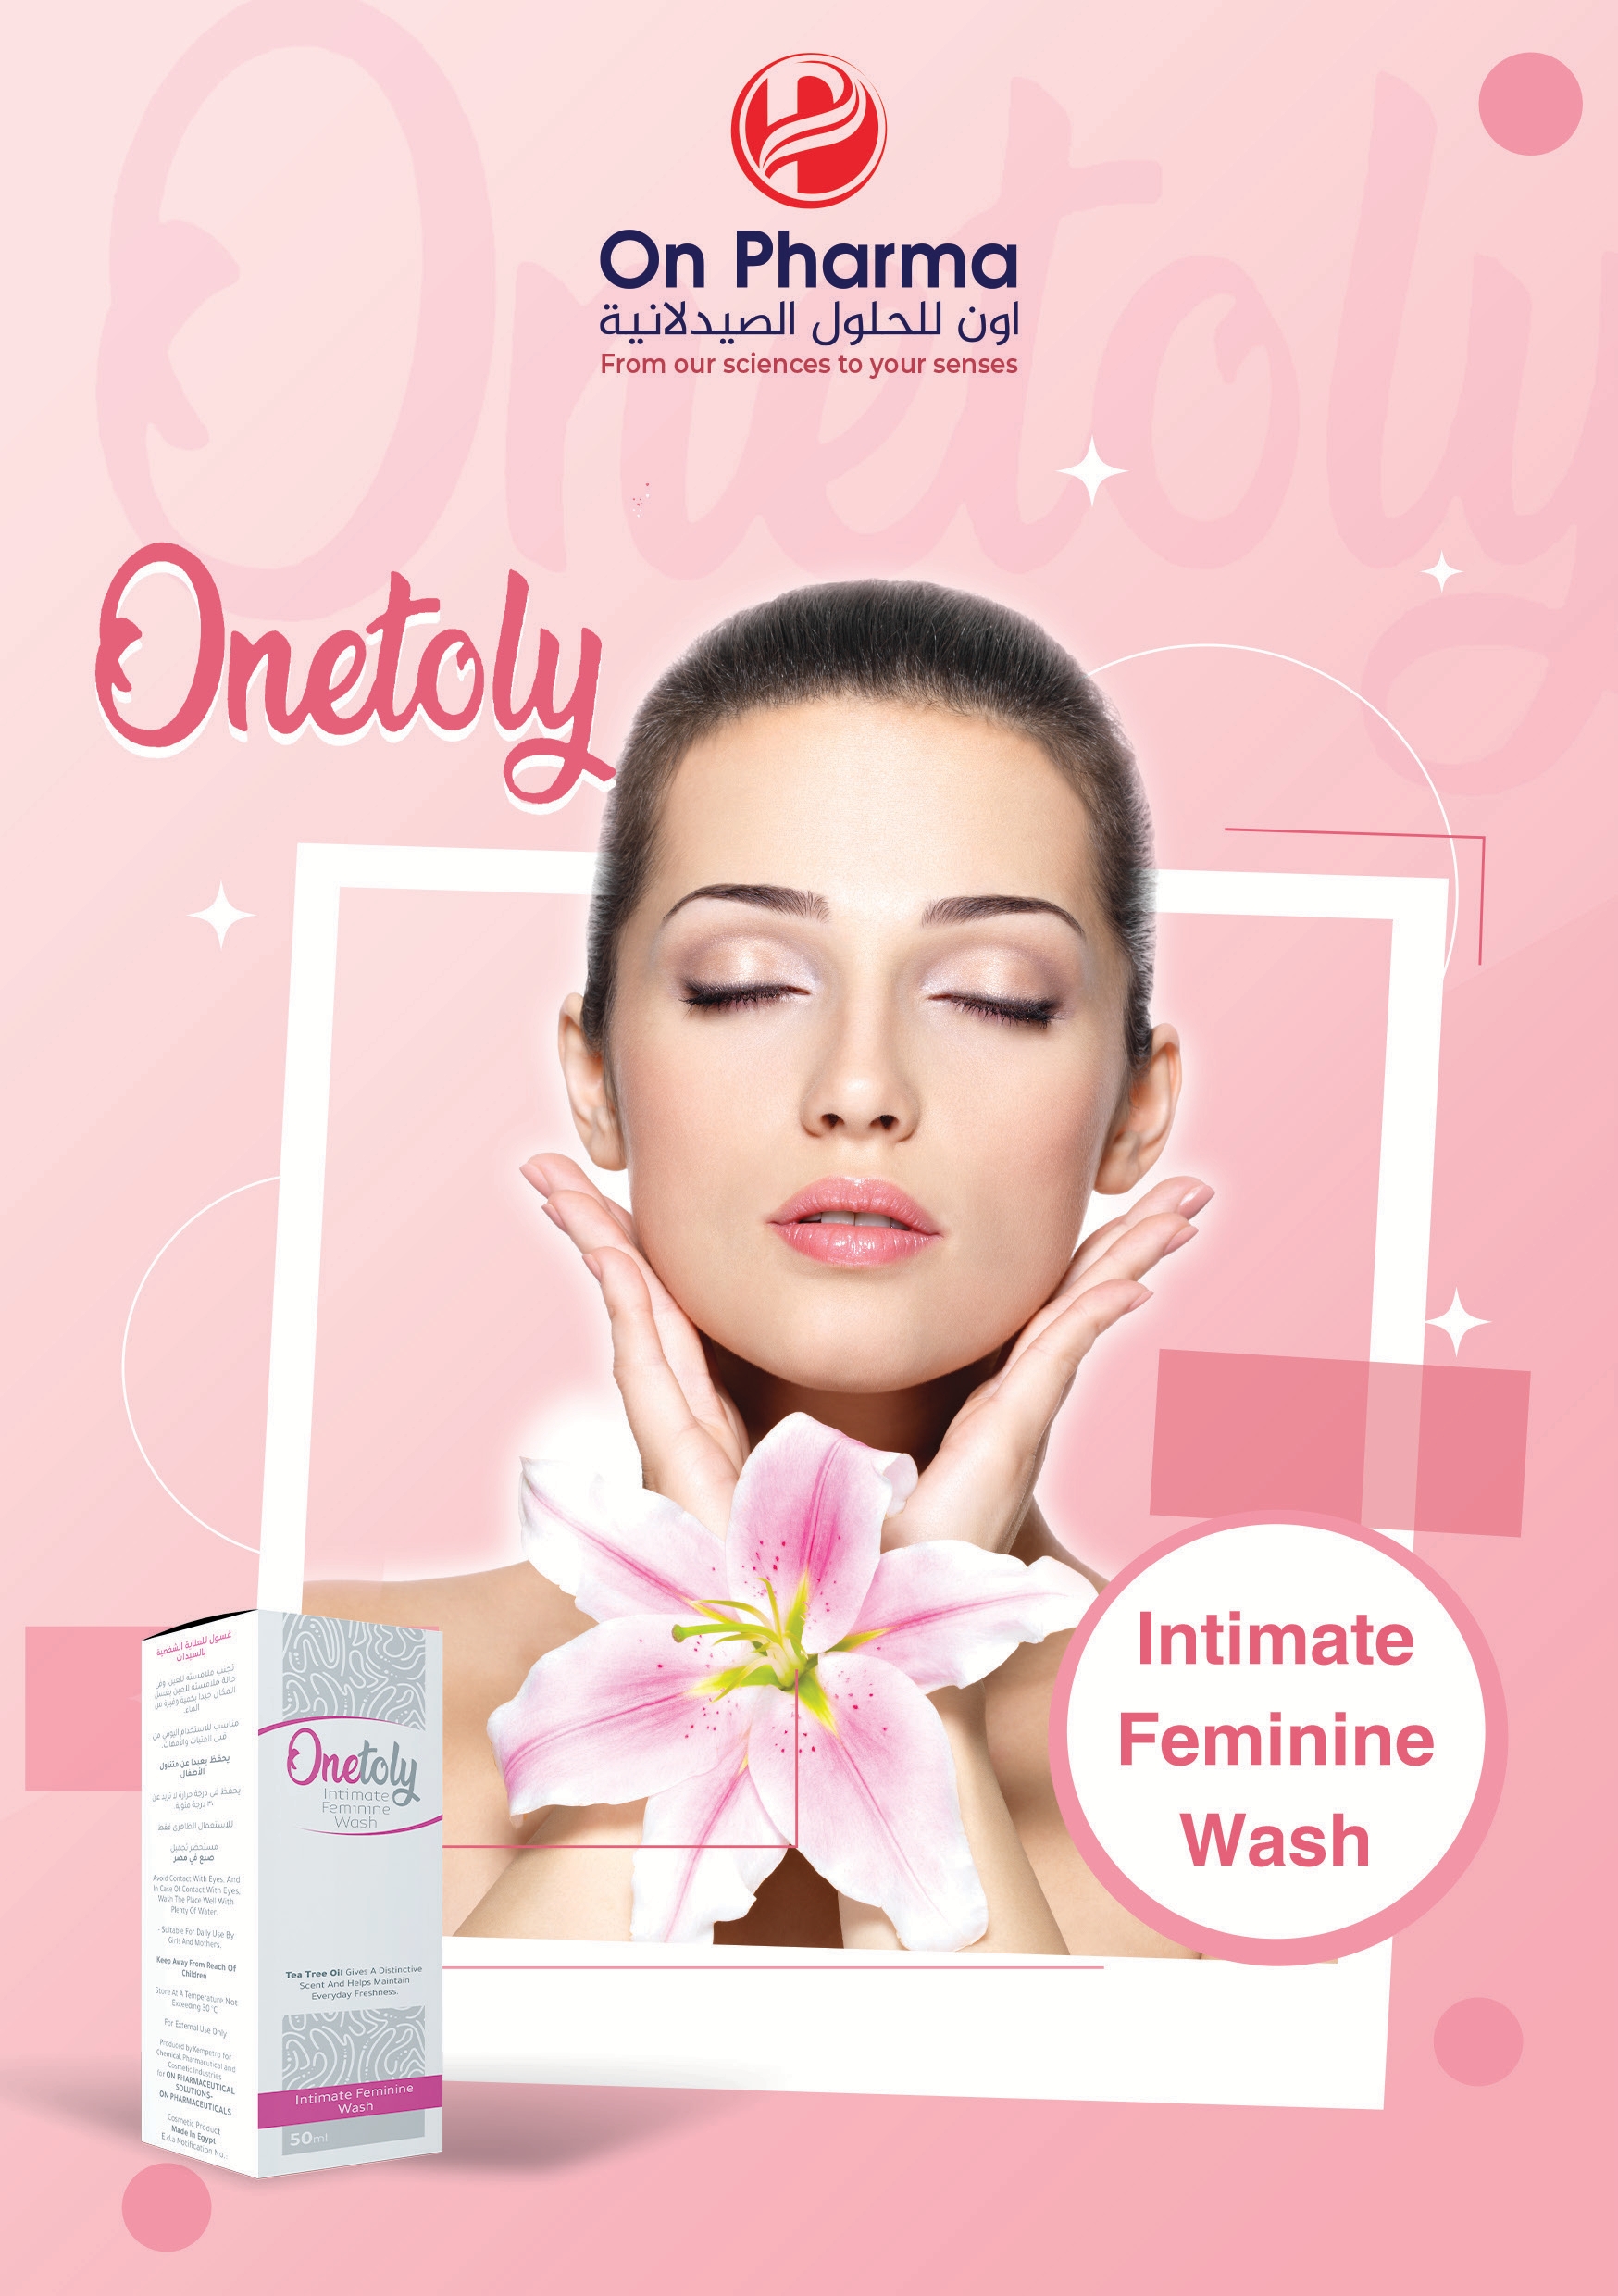 Onetoly
On Pharma
اون للحلول الصيدلانية
From our sciences to your senses
Onetoly
Intimate
Feminine
Wash
غسول للعناية الشخصية
بالسيدات
تجنب ملامسته للعين وفى
حالة ملامسته للعين يغسل
المكان جيدا بكمية وفيرة من
الماء.
مناسب للاستخدام اليومى من
قبل الفتيات والأمهات.
يحفظ بعيدا عن متناول
الأطفال
يحفظ فى درجة حرارة لا تزيد عن
٣٠ درجة مئوية.
للاستعمال الظاهرى فقط
مستحضر تجميل
صنع في مصر
Avoid Contact With Eyes, And
In Case Of Contact With Eyes,
Wash The Place Well With
Plenty Of Water.
- Suitable For Daily Use By
Girls And Mothers.
Keep Away From Reach Of
Children
Store At A Temperature Not
Exceeding 30 °C
For External Use Only
Produced by Kempetro for
Chemical, Pharmaceutical and
Cosmetic Industries
for ON PHARMACEUTICAL
SOLUTIONS-
ON PHARMACEUTICALS
Cosmetic Product
Made In Egypt
E.d.a Notification No.:
Onetoly
Intimate
Feminine
Wash
Tea Tree Oil Gives A Distinctive
Scent And Helps Maintain
Everyday Freshness.
Intimate Feminine
Wash
50ml